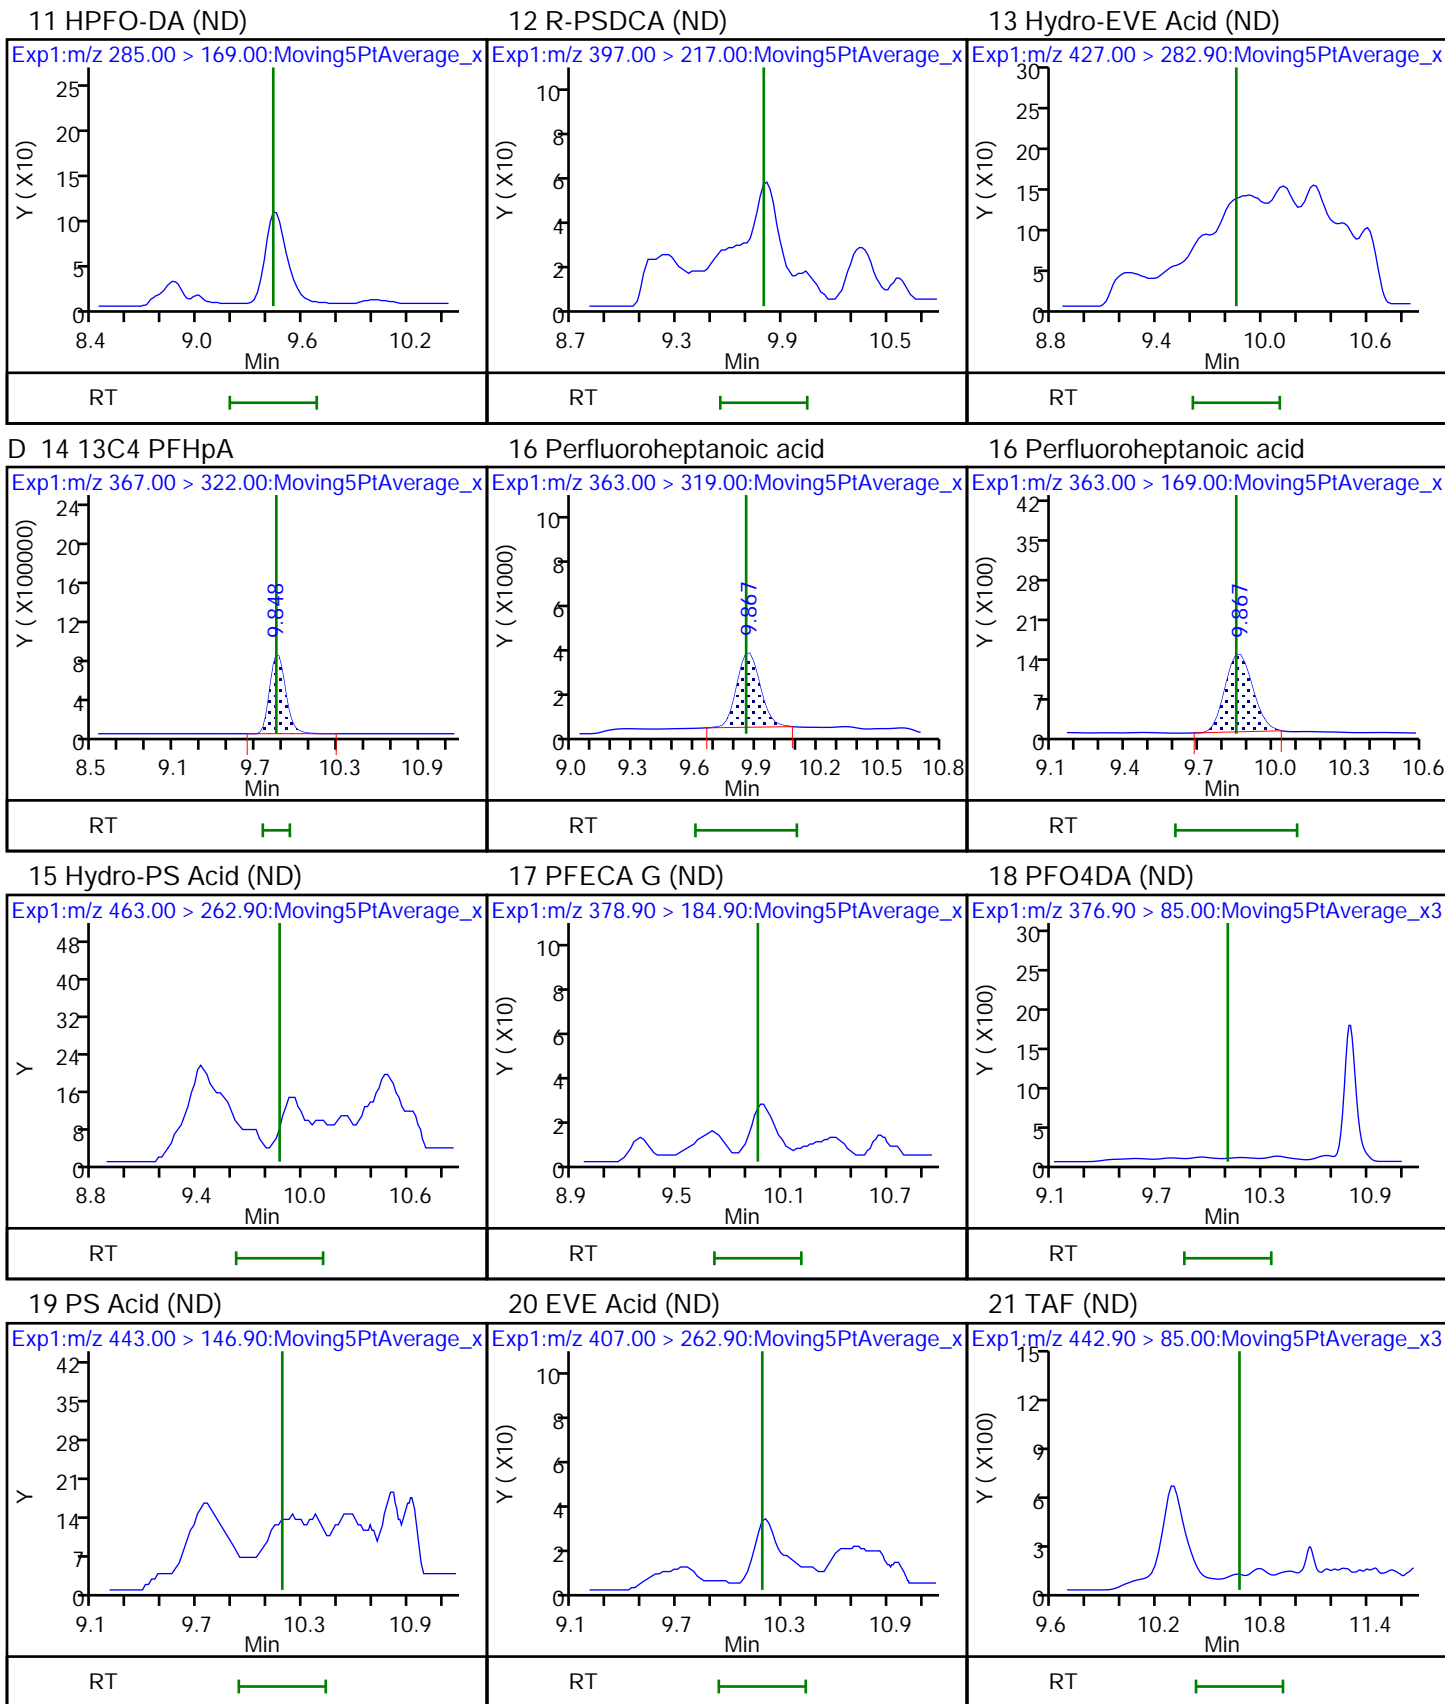 11 HPFO-DA (ND)
Exp1:m/z 285.00 > 169.00:Moving5PtAverage_x
Y ( X10)
25
20
15
10
5
0
8.4 9.0 9.6 10.2
Min
RT
12 R-PSDCA (ND)
Exp1:m/z 397.00 > 217.00:Moving5PtAverage_x
Y ( X10)
10
8
6
4
2
0
8.7 9.3 9.9 10.5
Min
RT
13 Hydro-EVE Acid (ND)
Exp1:m/z 427.00 > 282.90:Moving5PtAverage_x
Y ( X10)
30
25
20
15
10
5
0
8.8 9.4 10.0 10.6
Min
RT
D 14 13C4 PFHpA
Exp1:m/z 367.00 > 322.00:Moving5PtAverage_x
Y ( X100000)
24
20
16
12
8
4
0
9.848
8.5 9.1 9.7 10.3 10.9
Min
RT
16 Perfluoroheptanoic acid
Exp1:m/z 363.00 > 319.00:Moving5PtAverage_x
Y ( X1000)
10
8
6
4
2
0
9.867
9.0 9.3 9.6 9.9 10.2 10.5 10.8
Min
RT
16 Perfluoroheptanoic acid
Exp1:m/z 363.00 > 169.00:Moving5PtAverage_x
Y ( X100)
42
35
28
21
14
7
0
9.867
9.1 9.4 9.7 10.0 10.3 10.6
Min
RT
15 Hydro-PS Acid (ND)
Exp1:m/z 463.00 > 262.90:Moving5PtAverage_x
Y
48
40
32
24
16
8
0
8.8 9.4 10.0 10.6
Min
RT
17 PFECA G (ND)
Exp1:m/z 378.90 > 184.90:Moving5PtAverage_x
Y ( X10)
10
8
6
4
2
0
8.9 9.5 10.1 10.7
Min
RT
18 PFO4DA (ND)
Exp1:m/z 376.90 > 85.00:Moving5PtAverage_x3
Y ( X100)
30
25
20
15
10
5
0
9.1 9.7 10.3 10.9
Min
RT
19 PS Acid (ND)
Exp1:m/z 443.00 > 146.90:Moving5PtAverage_x
Y
42
35
28
21
14
7
0
9.1 9.7 10.3 10.9
Min
RT
20 EVE Acid (ND)
Exp1:m/z 407.00 > 262.90:Moving5PtAverage_x
Y ( X10)
10
8
6
4
2
0
9.1 9.7 10.3 10.9
Min
RT
21 TAF (ND)
Exp1:m/z 442.90 > 85.00:Moving5PtAverage_x3
Y ( X100)
15
12
9
6
3
0
9.6 10.2 10.8 11.4
Min
RT